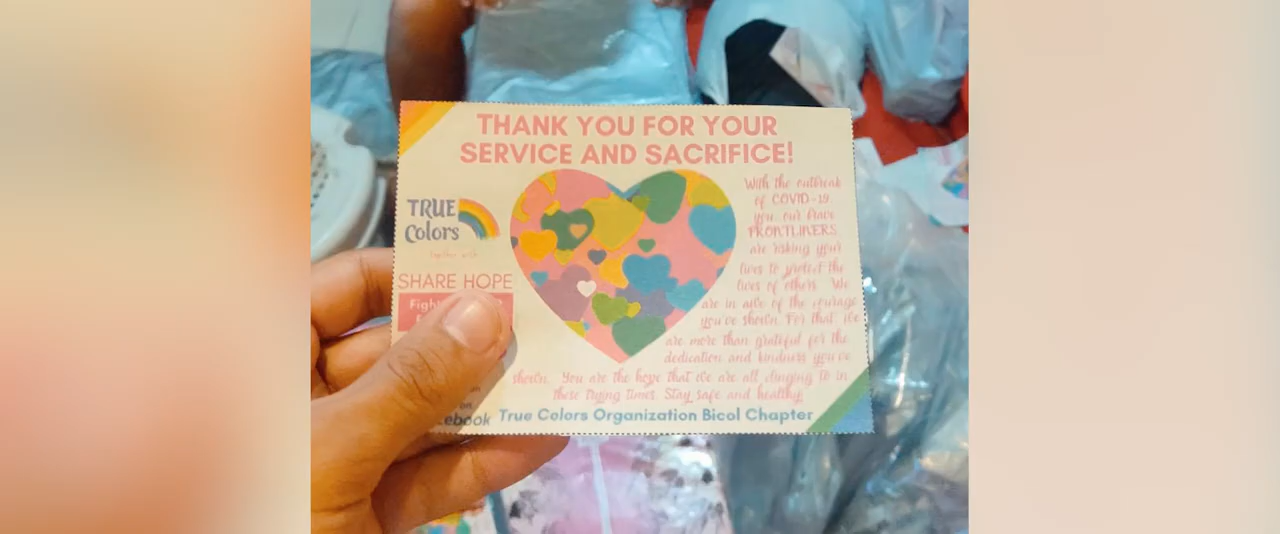 THANK YOU FOR YOUR
SERVICE AND SACRIFICE!
TRUE
Colors
together with
SHARE HOPE
With the outbreak
of COVID-19
you, our brave
FRONTLINERS,
are risking your
lives to protect the
lives of others. We
are in awe of the courage
you've shown. For that, we
are more than grateful for the
dedication and kindness you've
shown. You are the hope that we are all clinging to in
these trying times. Stay safe and healthy.
on
True Colors Organization Bicol Chapter